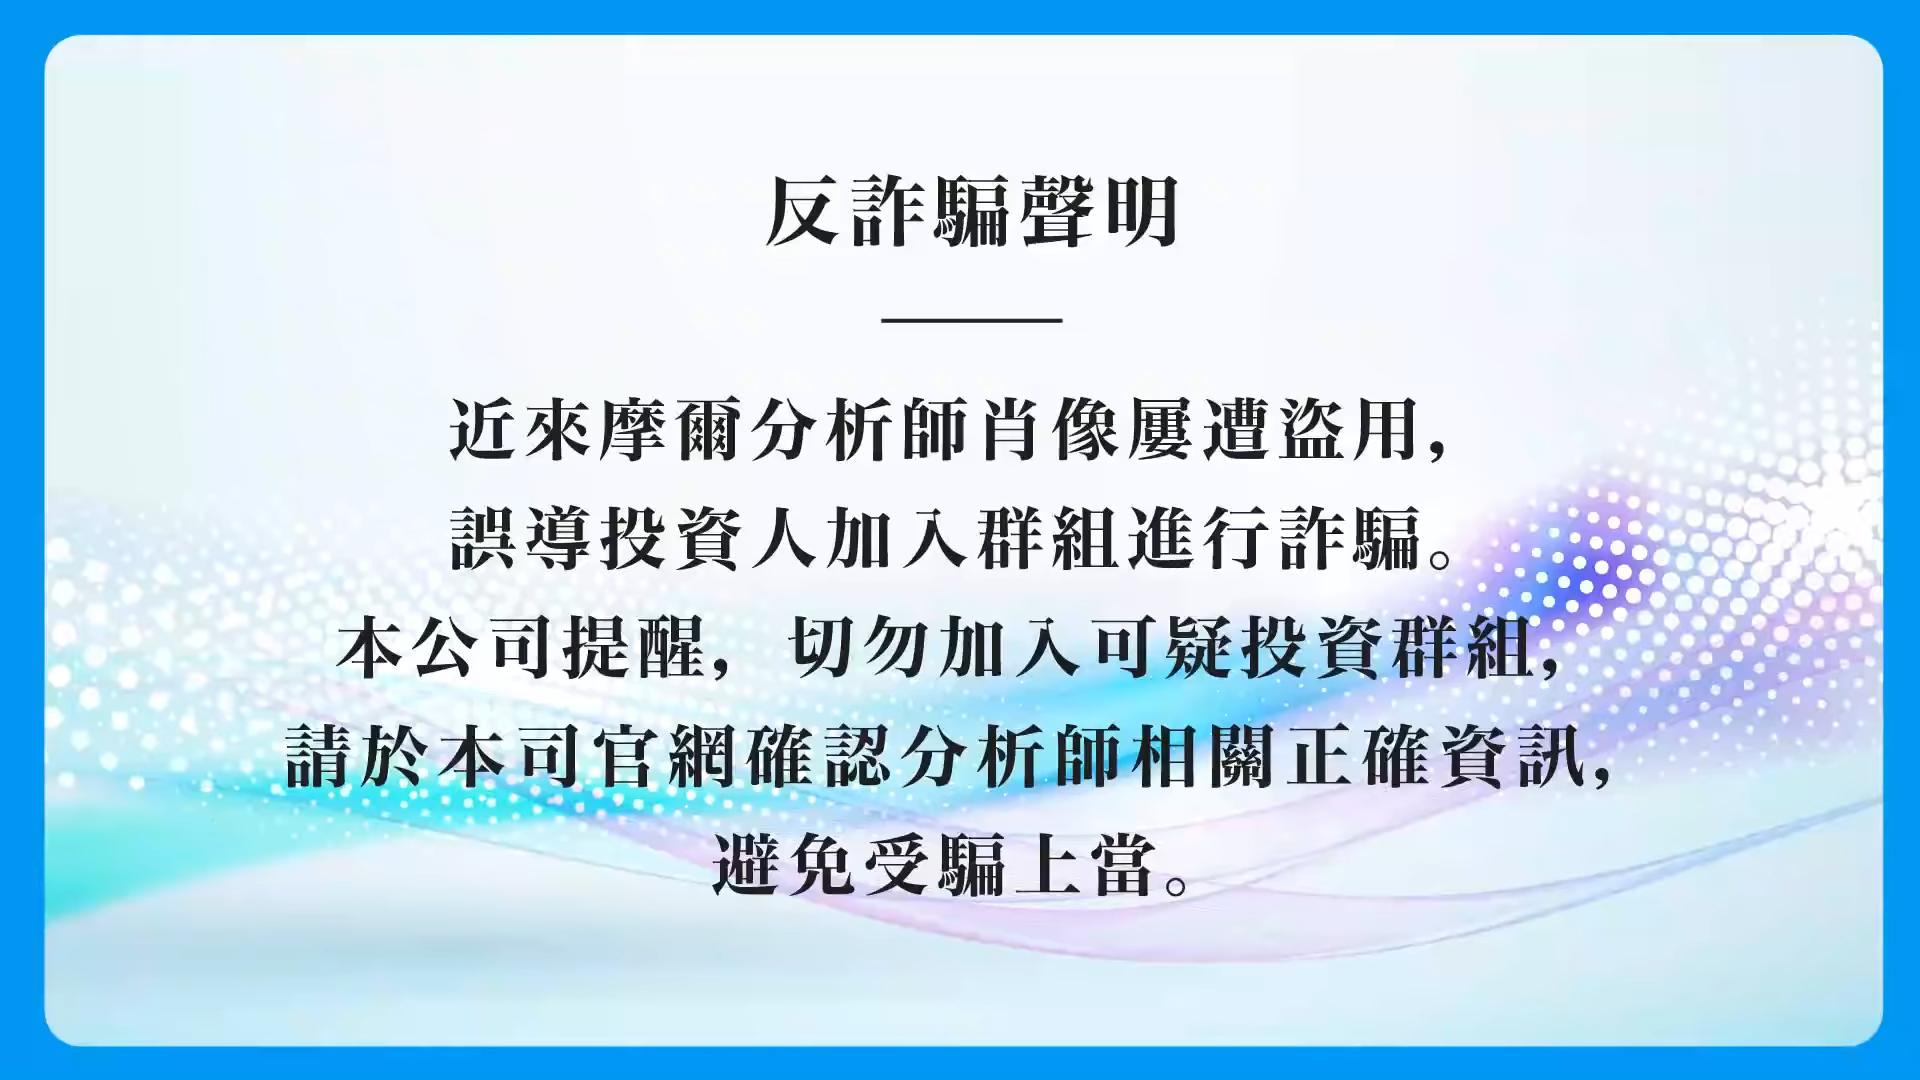 反詐騙聲明
近來摩爾分析師肖像屢遭盜用，
誤導投資人加入群組進行詐騙。
本公司提醒，切勿加入可疑投資群組，
請於本司官網確認分析師相關正確資訊，
避免受騙上當。